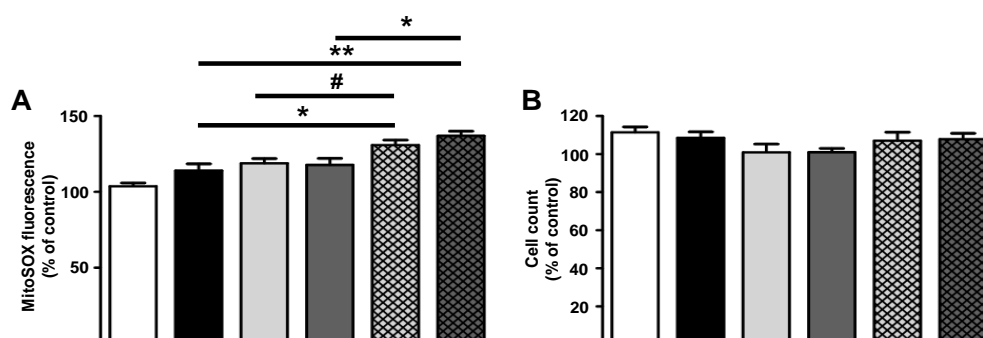 *
**
#
*
A
B
MitoSOX fluorescence
(% of control)
150
100
50
Cell count
(% of control)
120
100
80
60
40
20